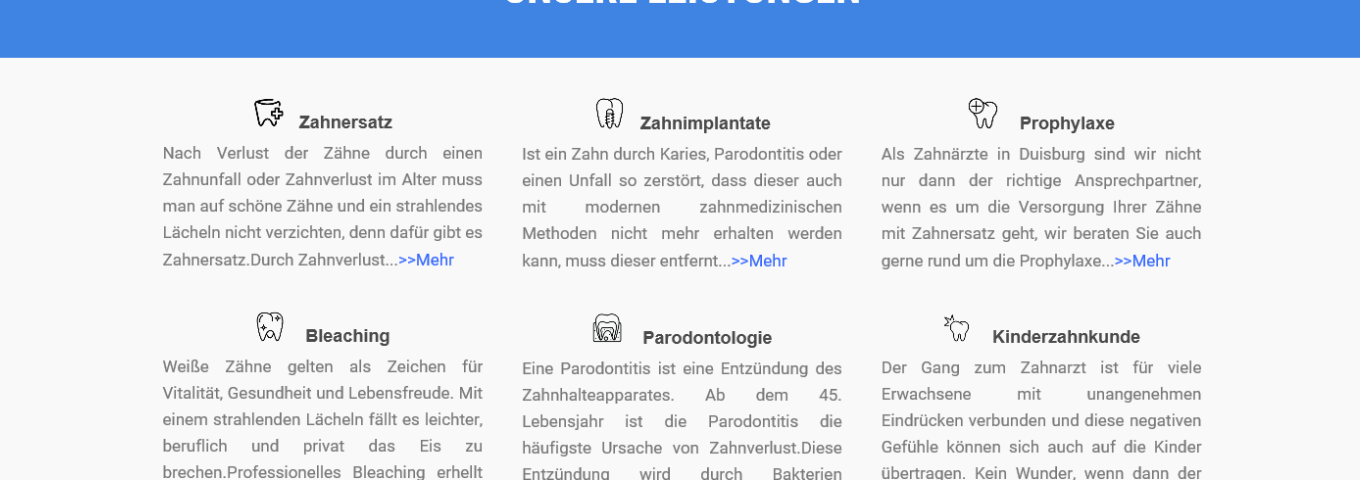 UNSERE LEISTUNGEN
Zahnersatz
Nach Verlust der Zähne durch einen
Zahnunfall oder Zahnverlust im Alter muss
man auf schöne Zähne und ein strahlendes
Lächeln nicht verzichten, denn dafür gibt es
Zahnersatz.Durch Zahnverlust...>>Mehr
Zahnimplantate
Ist ein Zahn durch Karies, Parodontitis oder
einen Unfall so zerstört, dass dieser auch
mit modernen zahnmedizinischen
Methoden nicht mehr erhalten werden
kann, muss dieser entfernt...>>Mehr
Prophylaxe
Als Zahnärzte in Duisburg sind wir nicht
nur dann der richtige Ansprechpartner,
wenn es um die Versorgung Ihrer Zähne
mit Zahnersatz geht, wir beraten Sie auch
gerne rund um die Prophylaxe...>>Mehr
Bleaching
Weiße Zähne gelten als Zeichen für
Vitalität, Gesundheit und Lebensfreude. Mit
einem strahlenden Lächeln fällt es leichter,
beruflich und privat das Eis zu
brechen.Professionelles Bleaching erhellt
Parodontologie
Eine Parodontitis ist eine Entzündung des
Zahnhalteapparates. Ab dem 45.
Lebensjahr ist die Parodontitis die
häufigste Ursache von Zahnverlust.Diese
Entzündung wird durch Bakterien
Kinderzahnkunde
Der Gang zum Zahnarzt ist für viele
Erwachsene mit unangenehmen
Eindrücken verbunden und diese negativen
Gefühle können sich auch auf die Kinder
übertragen. Kein Wunder, wenn dann der